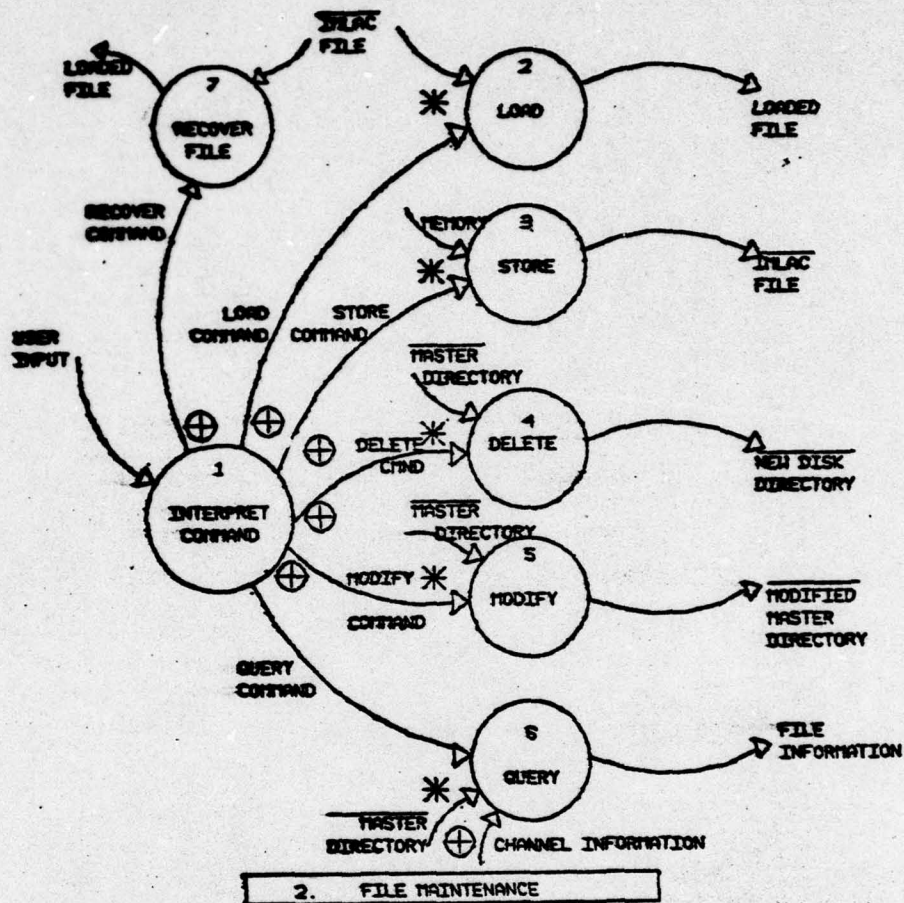 IMLAC
FILE
LOADED
FILE
7
RECOVER
FILE
2
LOAD
LOADED
FILE
RECOVER
COMMAND
MEMORY
3
STORE
IMLAC
FILE
LOAD
COMMAND
STORE
COMMAND
USER
INPUT
MASTER
DIRECTORY
4
DELETE
DELETE
CMND
NEW DISK
DIRECTORY
1
INTERPRET
COMMAND
MASTER
DIRECTORY
5
MODIFY
MODIFY
COMMAND
MODIFIED
MASTER
DIRECTORY
QUERY
COMMAND
6
QUERY
FILE
INFORMATION
MASTER
DIRECTORY
CHANNEL INFORMATION
2. FILE MAINTENANCE